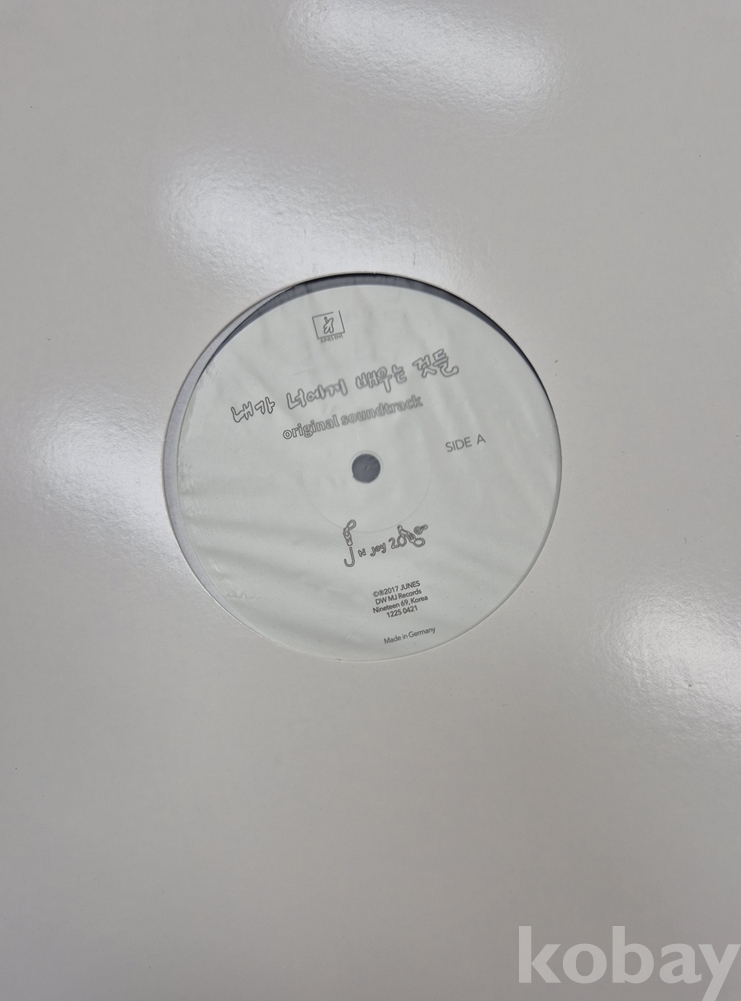 내가 너에게 배우는 것들
original soundtrack
SIDE A
©℗2017 JUNES
DW MJ Records
Nineteen 69, Korea
1225 0421
Made in Germany
kobay